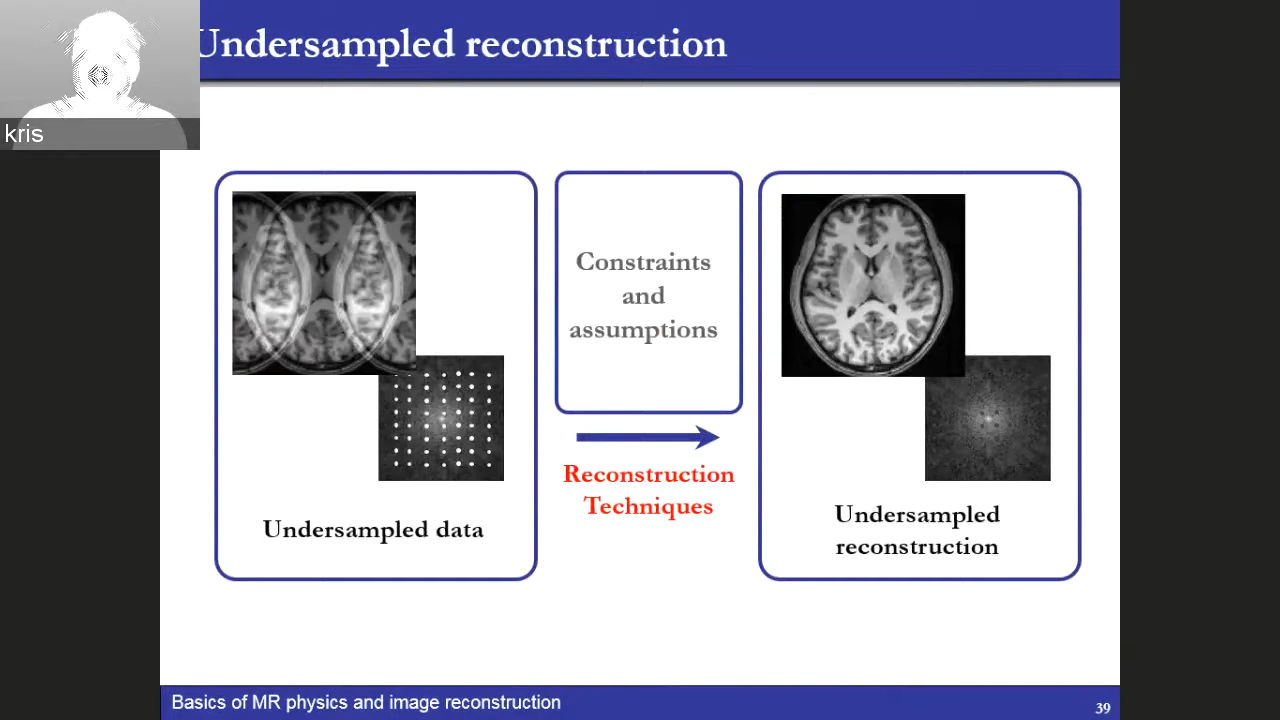 Undersampled reconstruction
kris
Constraints
and
assumptions
Reconstruction
Techniques
Undersampled data
Undersampled
reconstruction
Basics of MR physics and image reconstruction
39